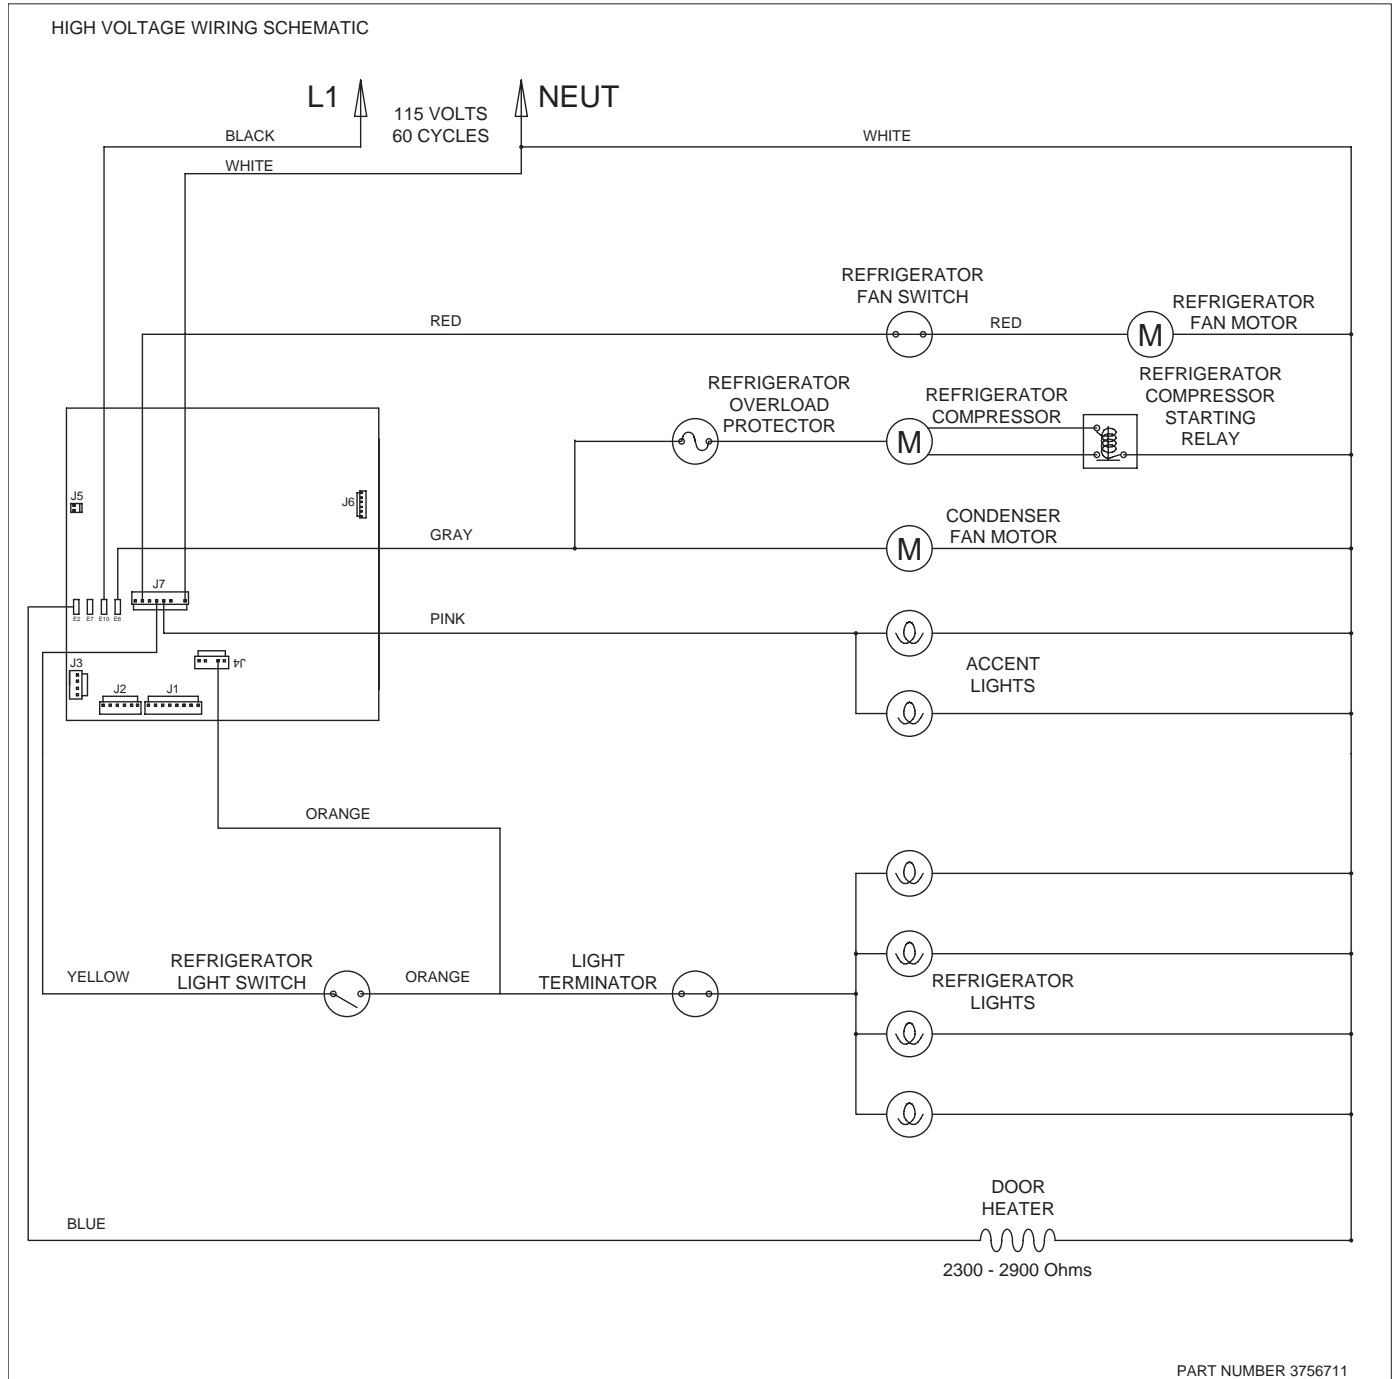 HIGH VOLTAGE WIRING SCHEMATIC
L1
115 VOLTS
60 CYCLES
NEUT
BLACK
WHITE
WHITE
REFRIGERATOR
FAN SWITCH
RED
RED
REFRIGERATOR
FAN MOTOR
M
REFRIGERATOR
OVERLOAD
PROTECTOR
REFRIGERATOR
COMPRESSOR
M
REFRIGERATOR
COMPRESSOR
STARTING
RELAY
J5
J6
GRAY
CONDENSER
FAN MOTOR
M
J7
E2
E7
E10
E6
PINK
ACCENT
LIGHTS
J4
J3
J2
J1
ORANGE
YELLOW
REFRIGERATOR
LIGHT SWITCH
ORANGE
LIGHT
TERMINATOR
REFRIGERATOR
LIGHTS
DOOR
HEATER
BLUE
2300 - 2900 Ohms
PART NUMBER 3756711